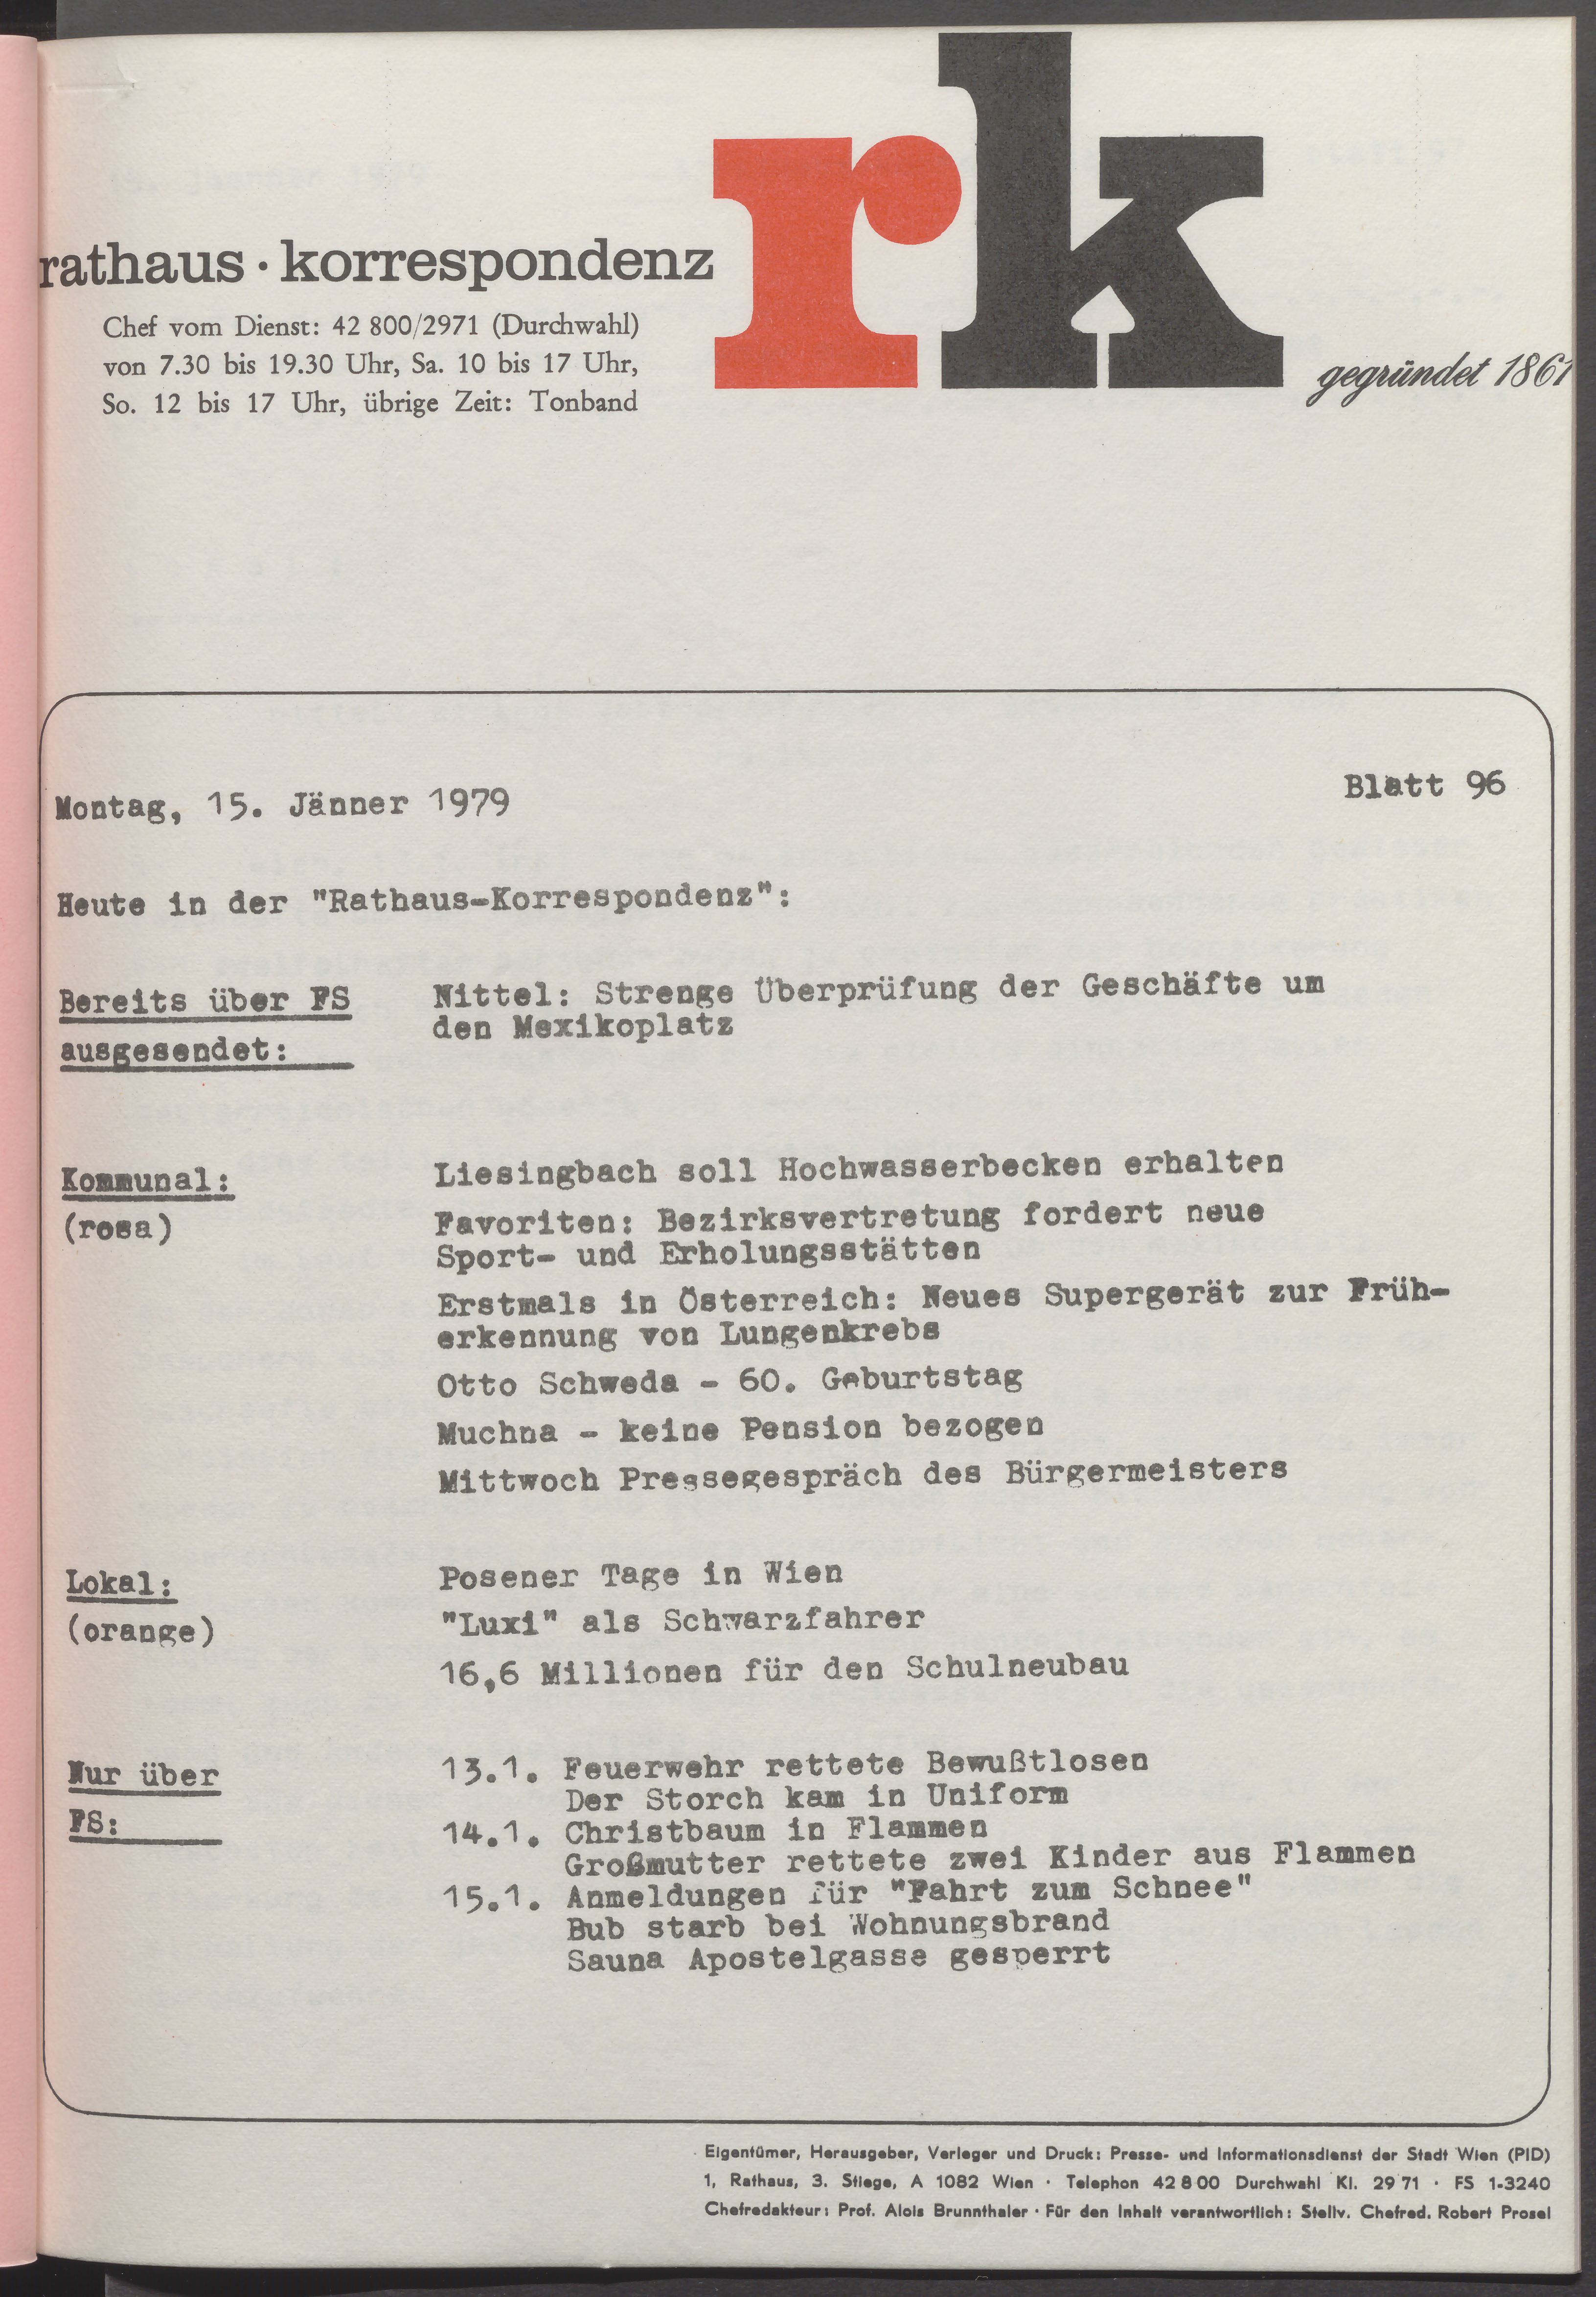 rk
rathaus · korrespondenz
Chef vom Dienst: 42 800/2971 (Durchwahl)
von 7.30 bis 19.30 Uhr, Sa. 10 bis 17 Uhr,
So. 12 bis 17 Uhr, übrige Zeit: Tonband
gegründet 1861
Montag, 15. Jänner 1979
Blatt 96
Heute in der "Rathaus-Korrespondenz":
Bereits über FS
ausgesendet:
Nittel: Strenge Überprüfung der Geschäfte um
den Mexikoplatz
Kommunal:
(rosa)
Liesingbach soll Hochwasserbecken erhalten
Favoriten: Bezirksvertretung fordert neue
Sport- und Erholungsstätten
Erstmals in Österreich: Neues Supergerät zur Früh-
erkennung von Lungenkrebs
Otto Schweda - 60. Geburtstag
Muchna - keine Pension bezogen
Mittwoch Pressegespräch des Bürgermeisters
Lokal:
(orange)
Posener Tage in Wien
"Luxi" als Schwarzfahrer
16,6 Millionen für den Schulneubau
Nur über
FS:
13.1. Feuerwehr rettete Bewußtlosen
Der Storch kam in Uniform
14.1. Christbaum in Flammen
Großmutter rettete zwei Kinder aus Flammen
15.1. Anmeldungen für "Fahrt zum Schnee"
Bub starb bei Wohnungsbrand
Sauna Apostelgasse gesperrt
Eigentümer, Herausgeber, Verleger und Druck: Presse- und Informationsdienst der Stadt Wien (PID)
1, Rathaus, 3. Stiege, A 1082 Wien · Telephon 42 8 00 Durchwahl Kl. 29 71 · FS 1-3240
Chefredakteur: Prof. Alois Brunnthaler · Für den Inhalt verantwortlich: Stellv. Chefred. Robert Prosel